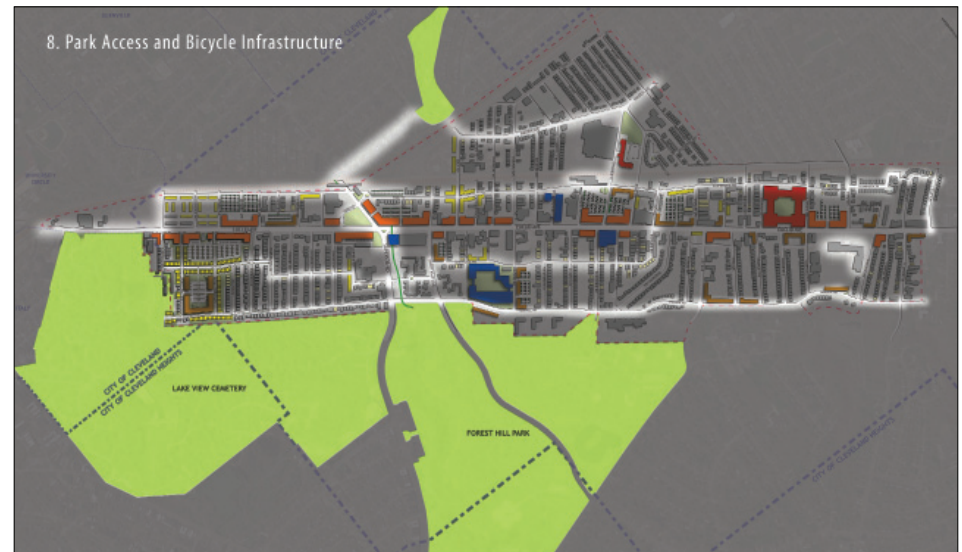 8. Park Access and Bicycle Infrastructure
CLEVELAND
CITY OF CLEVELAND
CITY OF CLEVELAND HEIGHTS
LAKE VIEW CEMETERY
FOREST HILL PARK
CITY OF CLEVELAND HEIGHTS